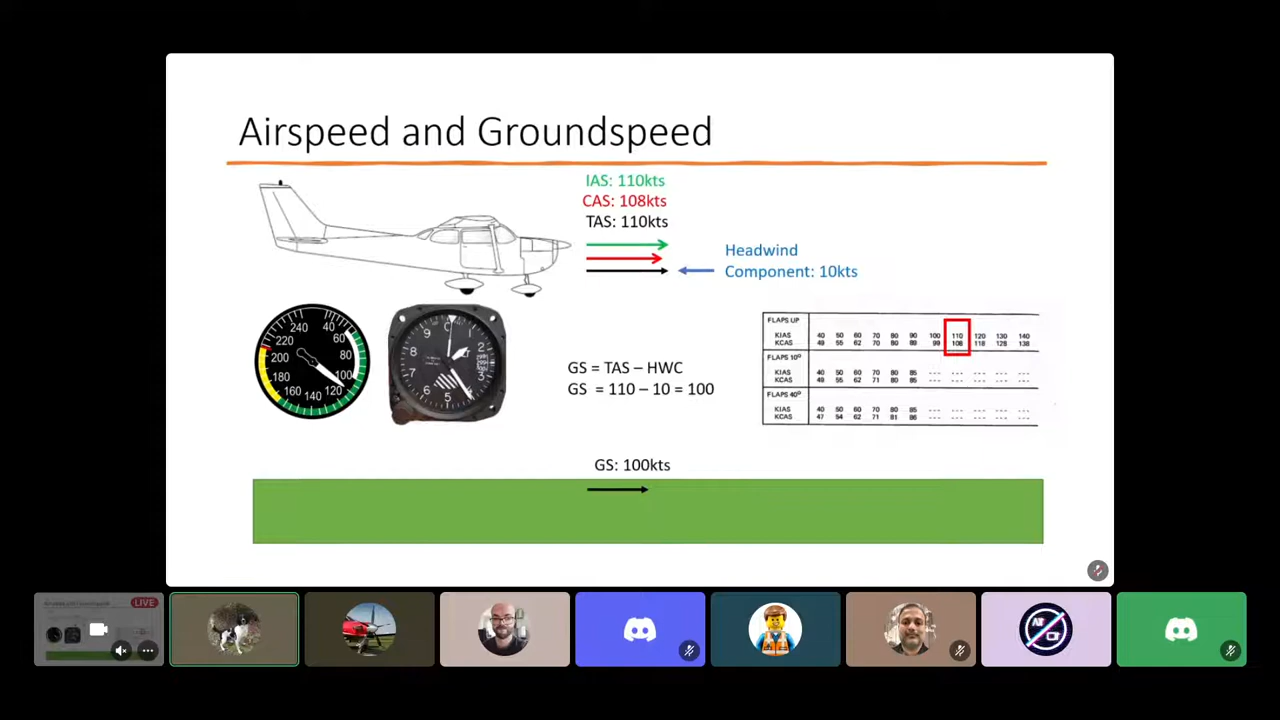 Airspeed and Groundspeed
IAS: 110kts
CAS: 108kts
TAS: 110kts
Headwind
Component: 10kts
240 40
220 60
200 80
180 100
160 140 120
GS = TAS – HWC
GS = 110 – 10 = 100
FLAPS UP
KIAS 40 50 60 70 80 90 100 110 120 130 140
KCAS 49 55 62 70 80 89 99 108 118 128 138
FLAPS 10°
KIAS 40 50 60 70 80 85 --- --- --- --- ---
KCAS 49 55 62 71 80 85 --- --- --- --- ---
FLAPS 40°
KIAS 40 50 60 70 80 85 --- --- --- --- ---
KCAS 47 54 62 71 81 86 --- --- --- --- ---
GS: 100kts
LIVE